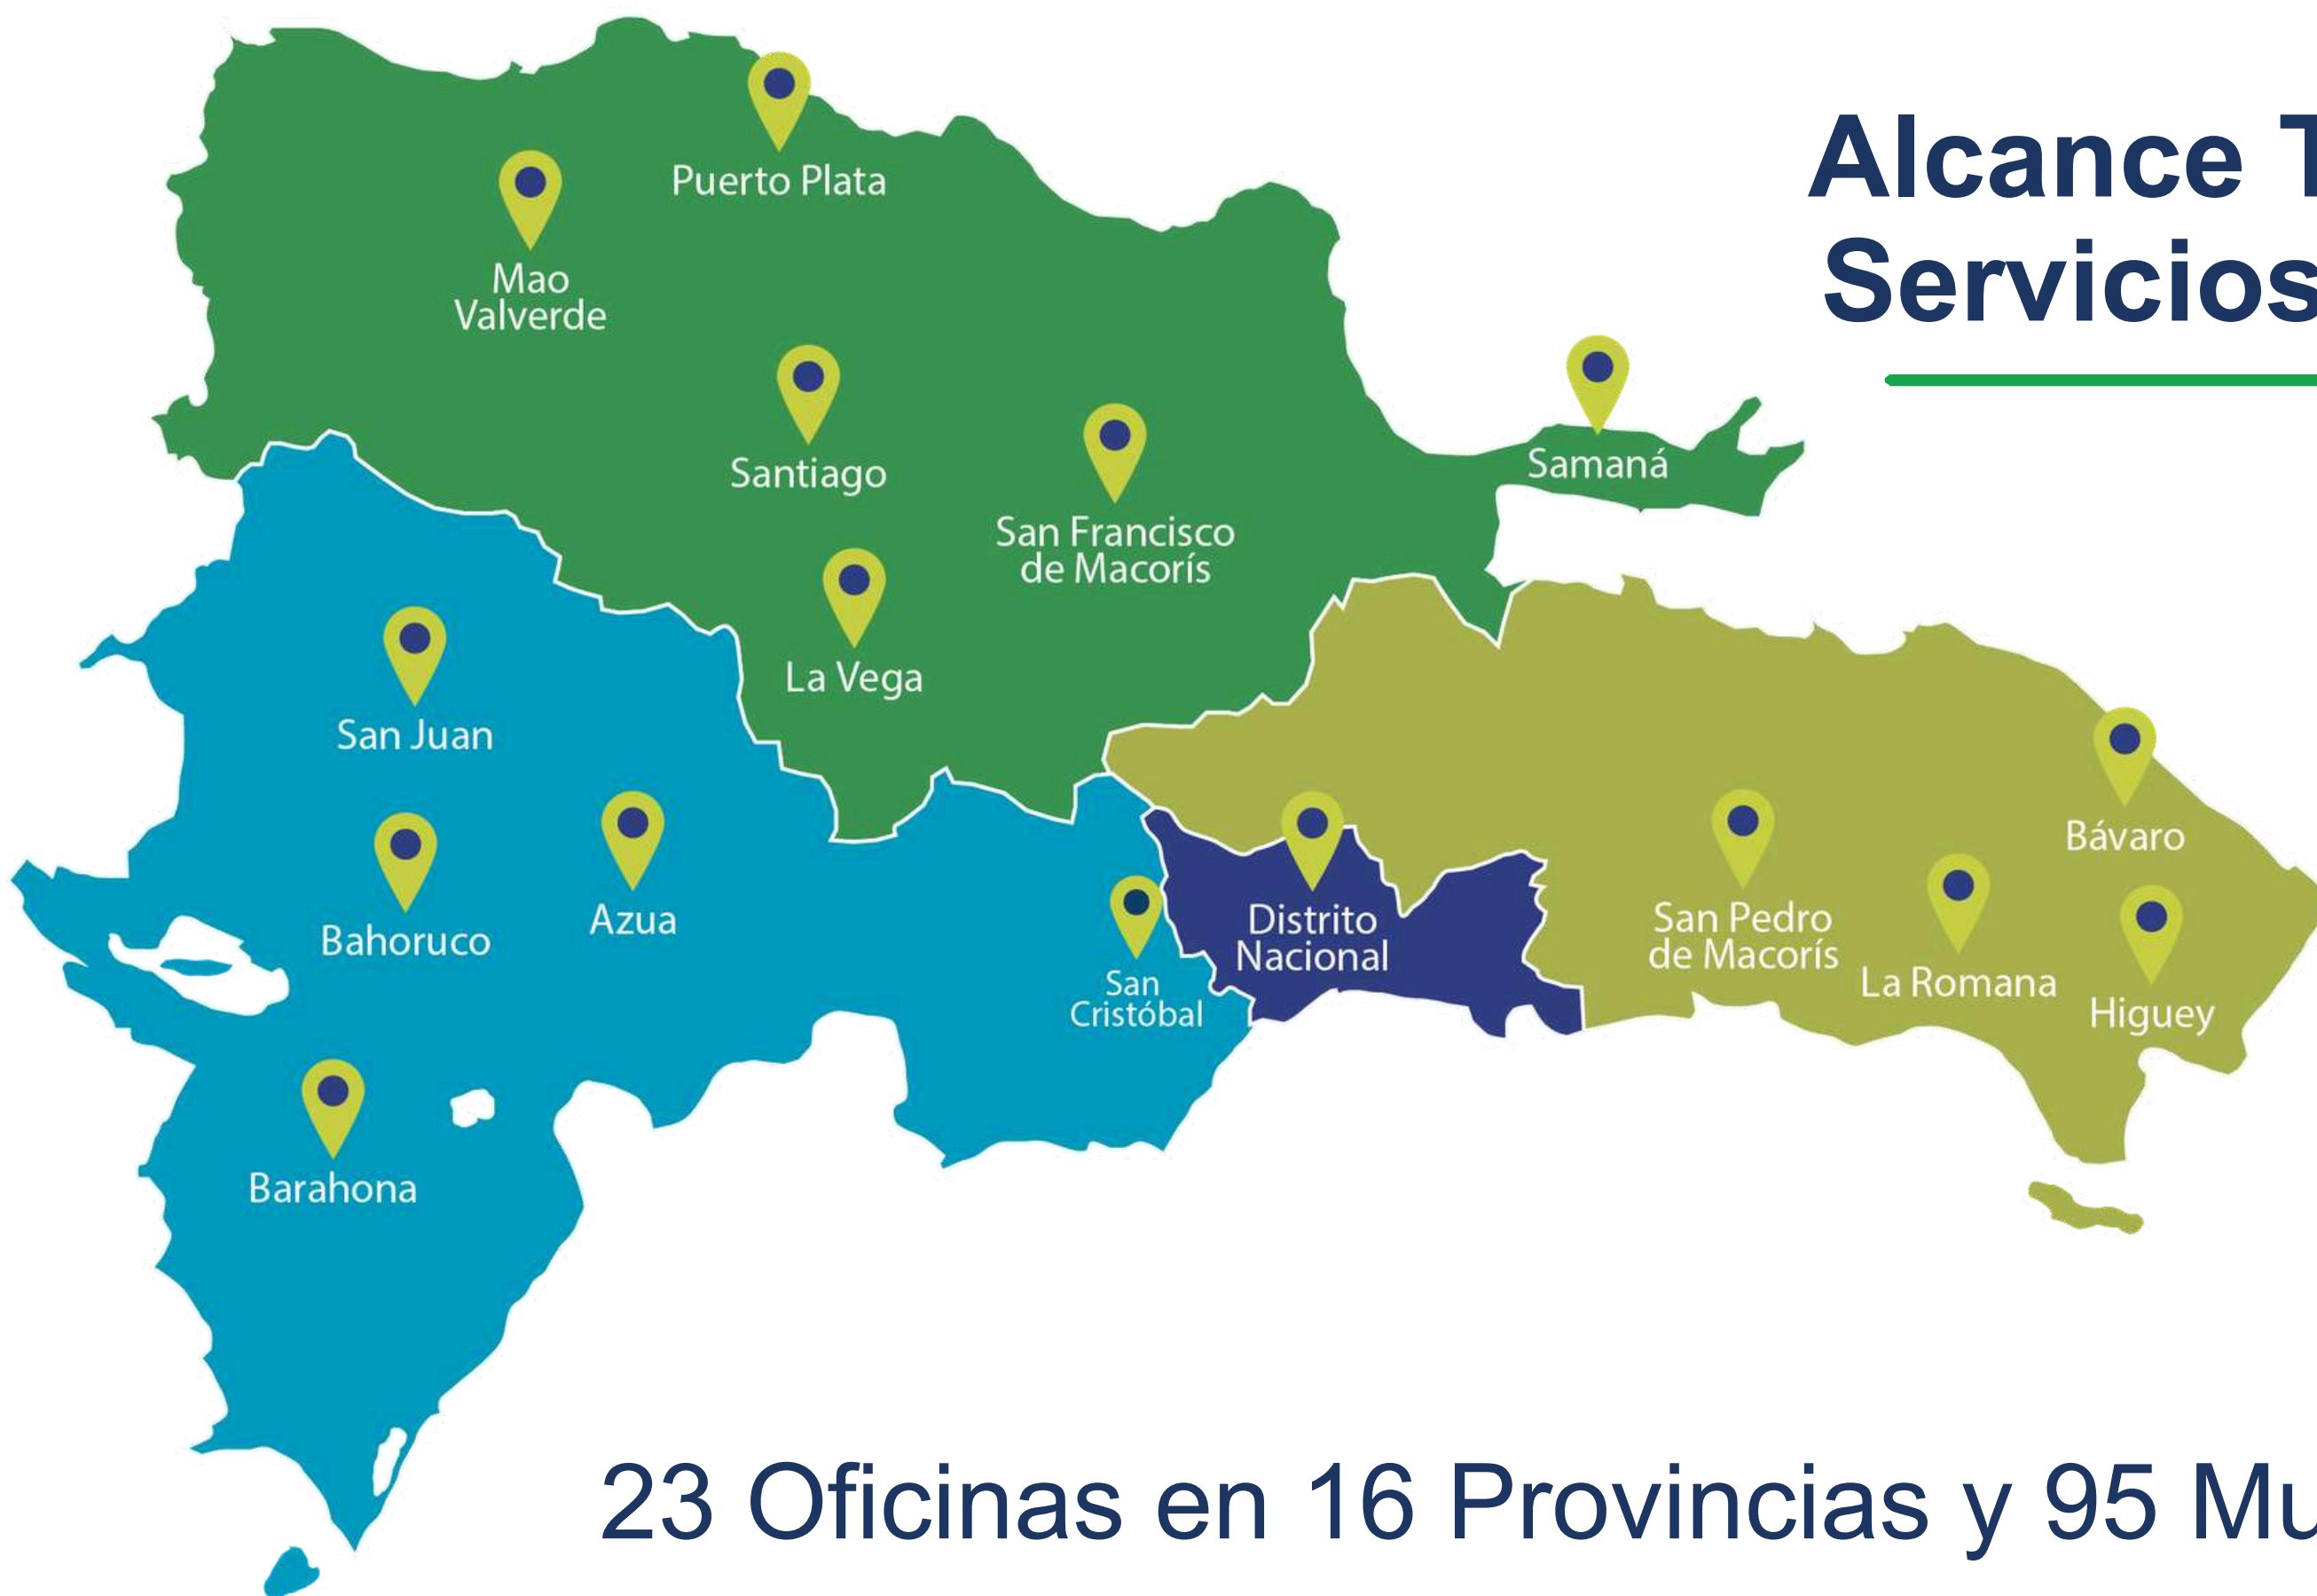 Alcance T
Servicios
Puerto Plata
Mao
Valverde
Santiago
Samaná
San Francisco
de Macorís
La Vega
San Juan
Bávaro
Bahoruco
Azua
Distrito
Nacional
San Pedro
de Macorís
La Romana
San
Cristóbal
Higuey
Barahona
23 Oficinas en 16 Provincias y 95 Mu